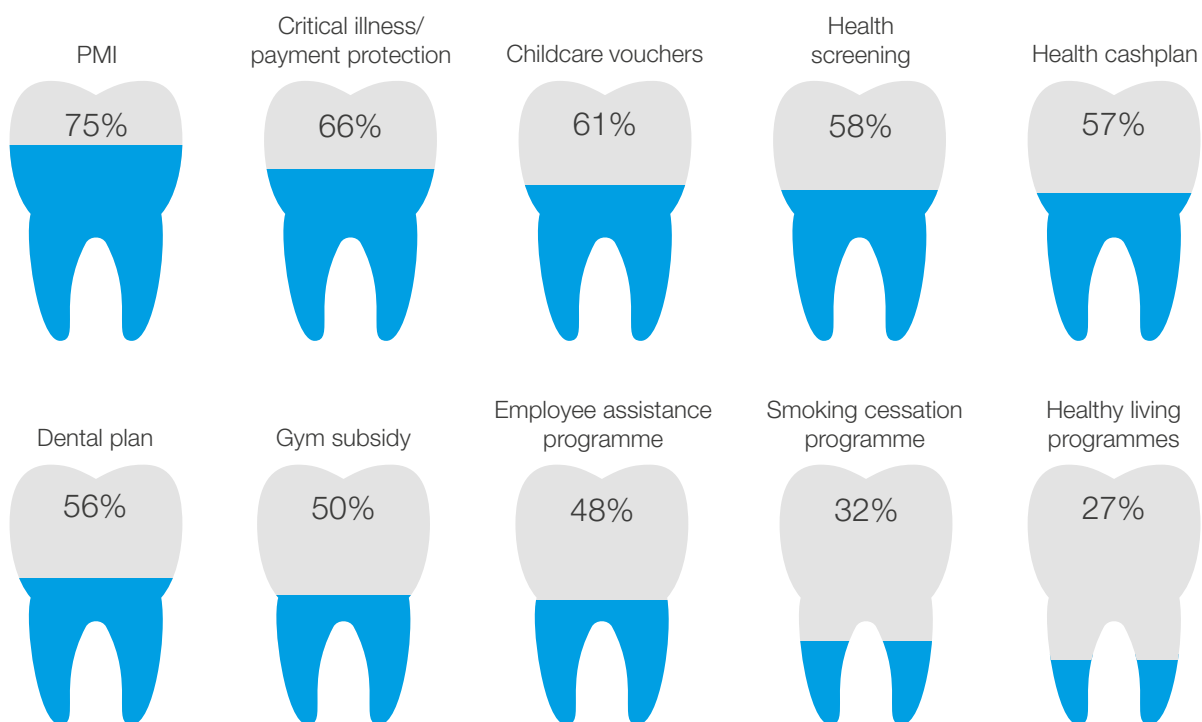 PMI
Critical illness/
payment protection
Childcare vouchers
Health
screening
Health cashplan
75%
66%
61%
58%
57%
Dental plan
Gym subsidy
Employee assistance
programme
Smoking cessation
programme
Healthy living
programmes
56%
50%
48%
32%
27%